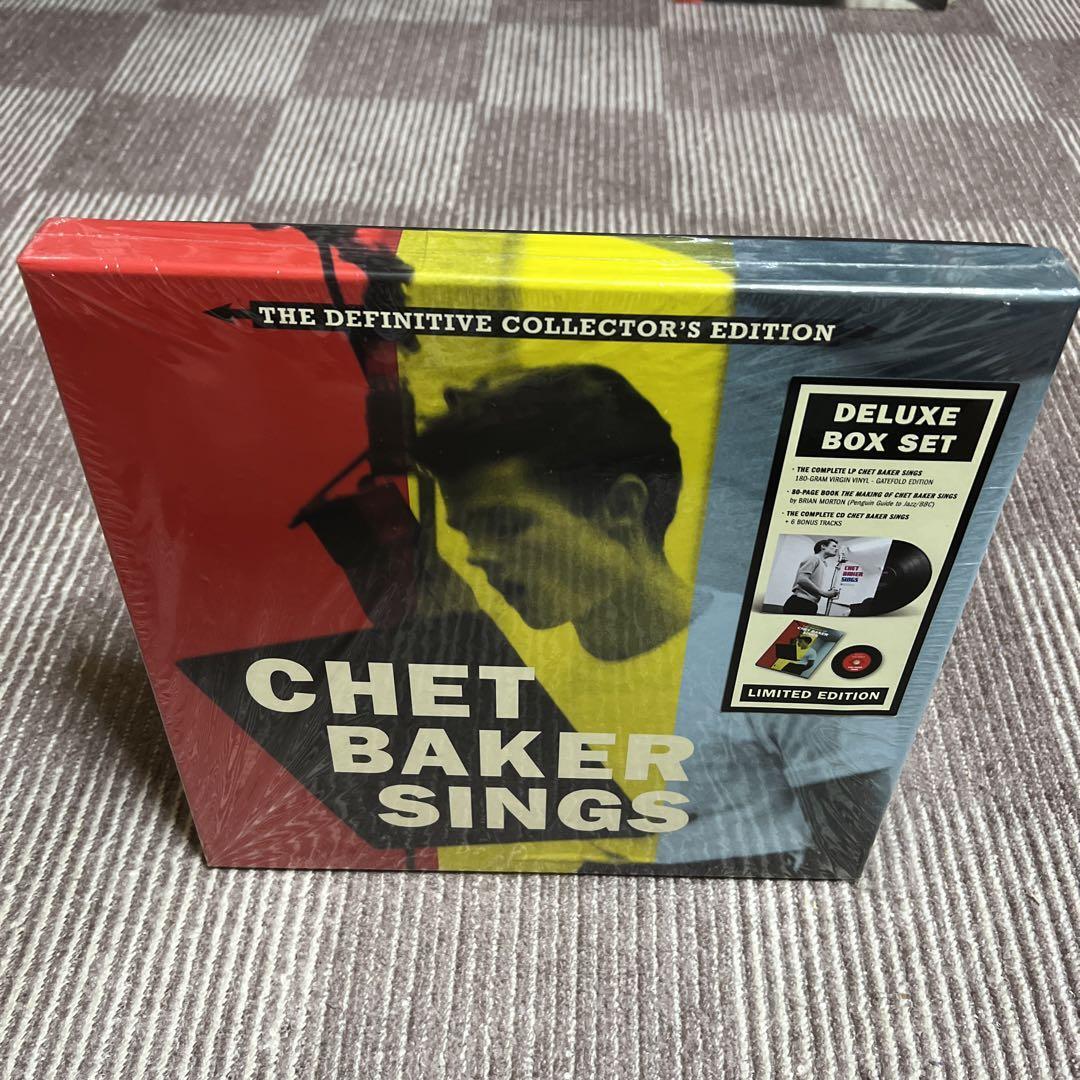 THE DEFINITIVE COLLECTOR'S EDITION
CHET
BAKER
SINGS
DELUXE
BOX SET
· THE COMPLETE LP CHET BAKER SINGS
180-GRAM VIRGIN VINYL - GATEFOLD EDITION
· 80-PAGE BOOK THE MAKING OF CHET BAKER SINGS
by BRIAN MORTON (Penguin Guide to Jazz/BBC)
· THE COMPLETE CD CHET BAKER SINGS
+ 6 BONUS TRACKS
CHET
BAKER
SINGS
CHET BAKER
LIMITED EDITION